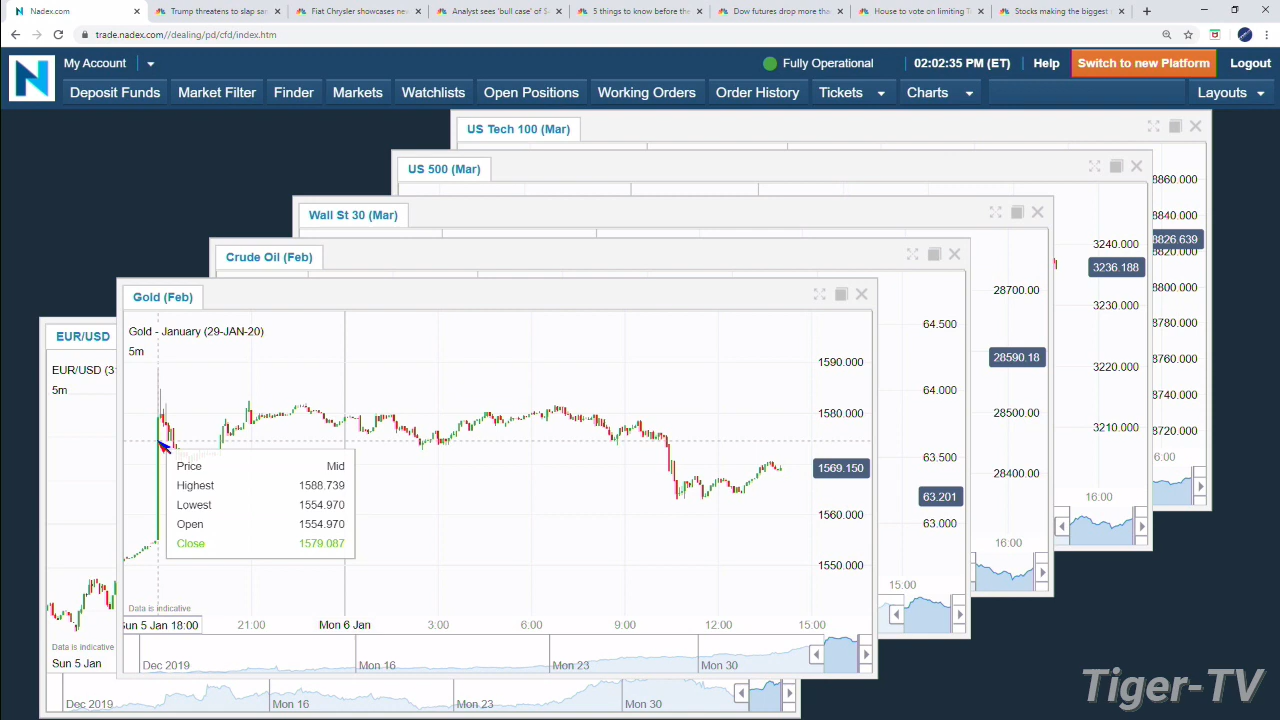 Nadex.com
Tiger threatens to slap san
Fiat Chrysler showcases ne
Analyst sees 'bull case' of $
5 things to know before the
Dow futures drop more tha
House to vote on limiting T
Stocks making the biggest
trade.nadex.com//dealing/pd/cfd/index.htm
My Account
Fully Operational
02:02:35 PM (ET)
Help
Switch to new Platform
Logout
Deposit Funds
Market Filter
Finder
Markets
Watchlists
Open Positions
Working Orders
Order History
Tickets
Charts
Layouts
US Tech 100 (Mar)
8860.000
8840.000
8826.639
8820.000
8800.000
8780.000
8760.000
8740.000
8720.000
US 500 (Mar)
3240.000
3236.188
3230.000
3220.000
3210.000
16:00
Wall St 30 (Mar)
28700.00
28590.18
28500.00
28400.00
16:00
Crude Oil (Feb)
64.500
64.000
63.500
63.201
63.000
15:00
Gold (Feb)
Gold - January (29-JAN-20)
5m
1590.000
1580.000
1569.150
1560.000
1550.000
Price Mid
Highest 1588.739
Lowest 1554.970
Open 1554.970
Close 1579.087
Data is indicative
Sun 5 Jan 18:00
21:00
Mon 6 Jan
3:00
6:00
9:00
12:00
15:00
Dec 2019
Mon 16
Mon 23
Mon 30
EUR/USD
EUR/USD (3
5m
Data is indicative
Sun 5 Jan
Dec 2019
Mon 16
Mon 23
Mon 30
Tiger-TV